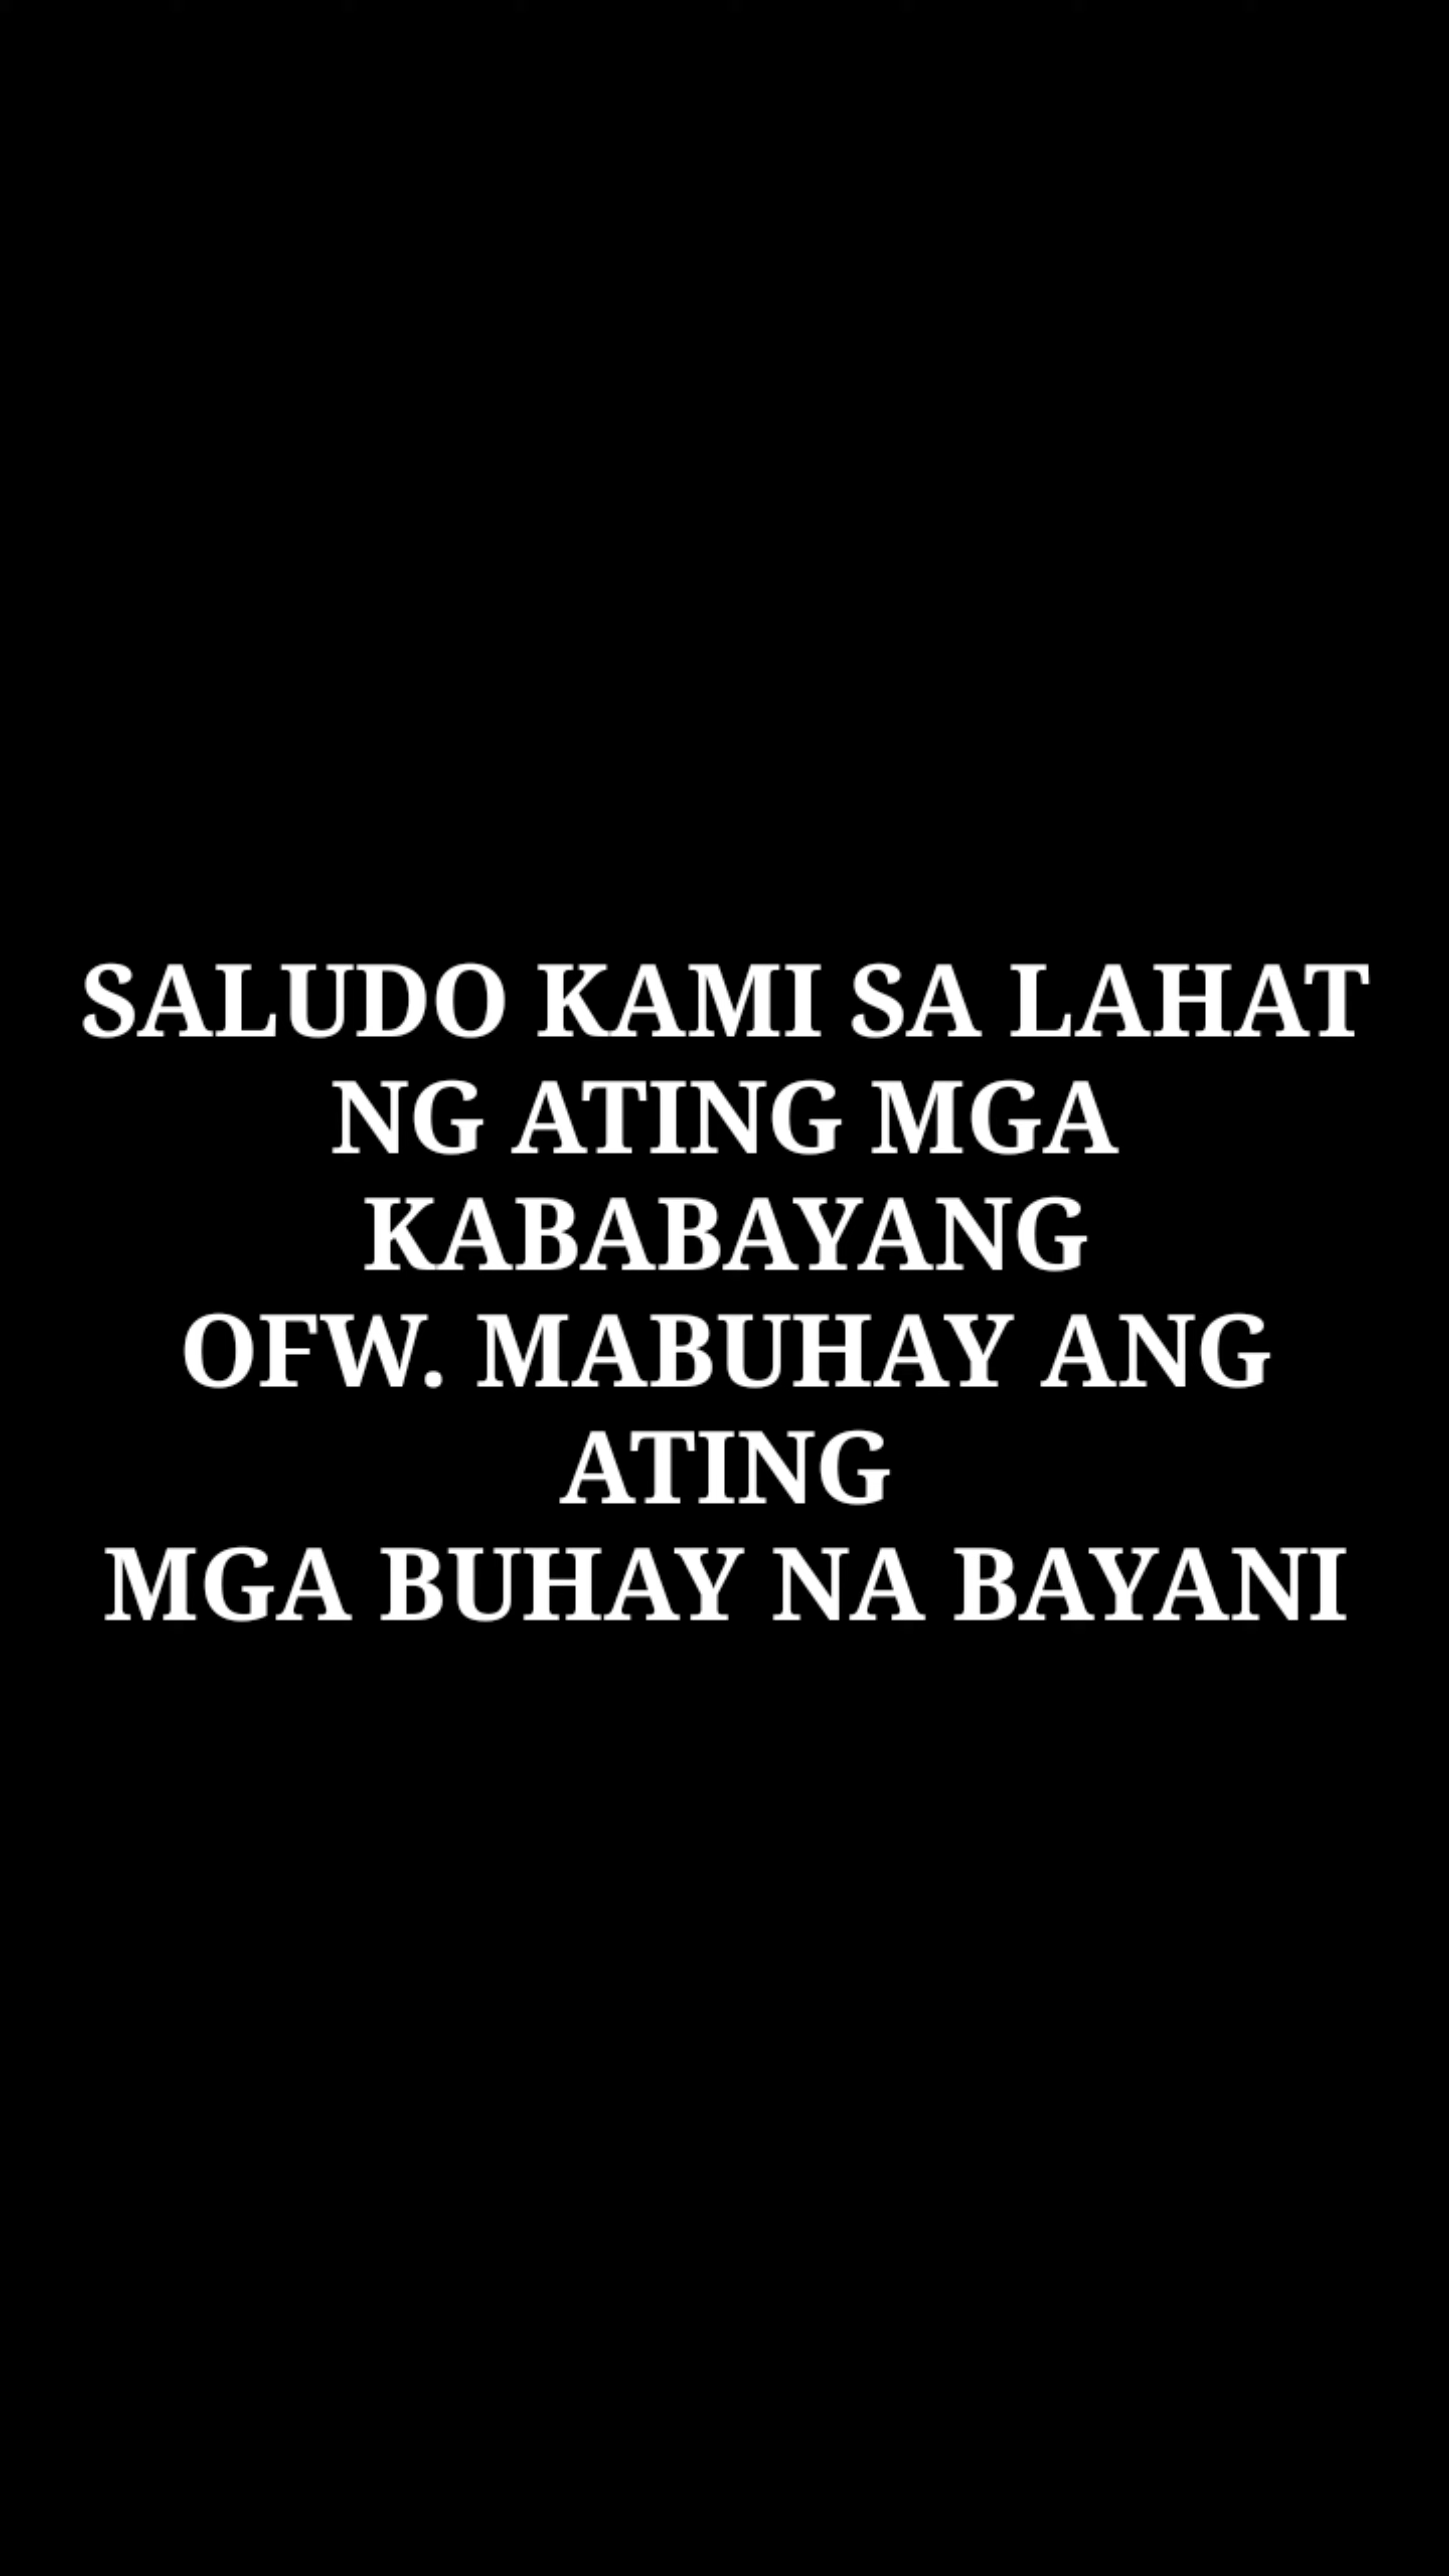 SALUDO KAMI SA LAHAT
NG ATING MGA
KABABAYANG
OFW. MABUHAY ANG
ATING
MGA BUHAY NA BAYANI